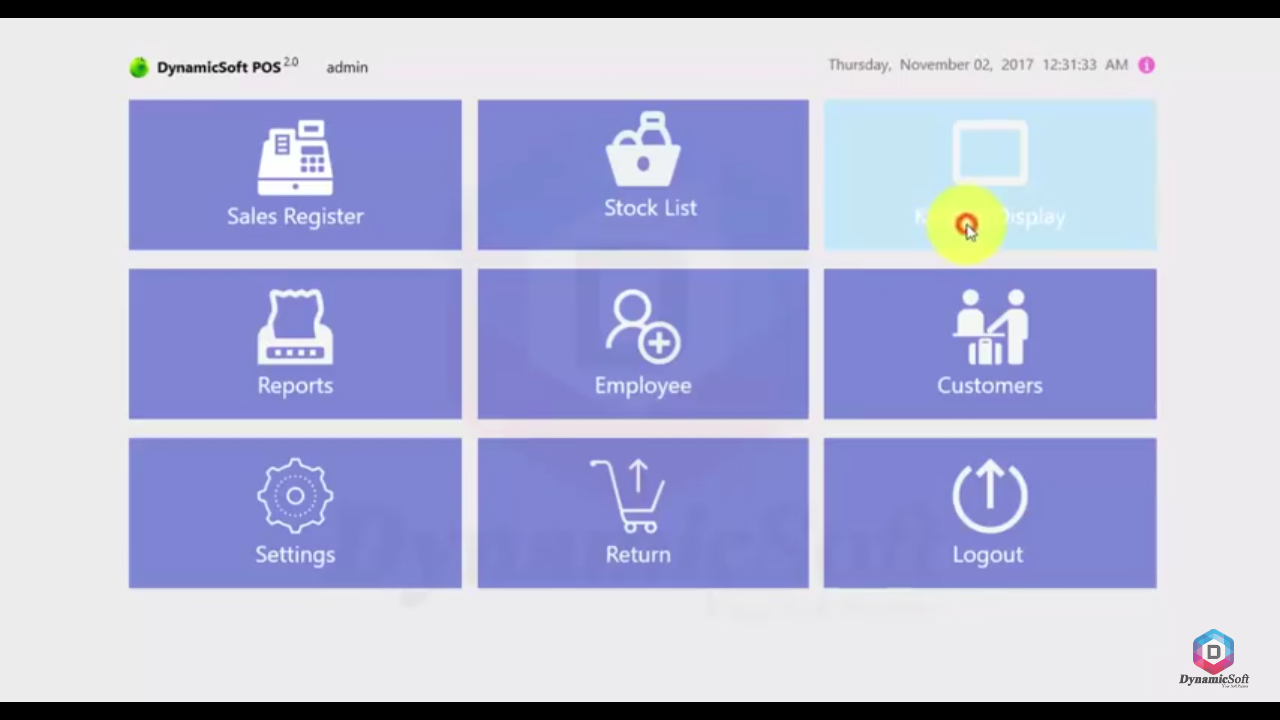 DynamicSoft POS 2.0 admin
Thursday, November 02, 2017 12:31:33 AM
Sales Register
Stock List
Display
Reports
Employee
Customers
Settings
Return
Logout
DynamicSoft
D
DynamicSoft